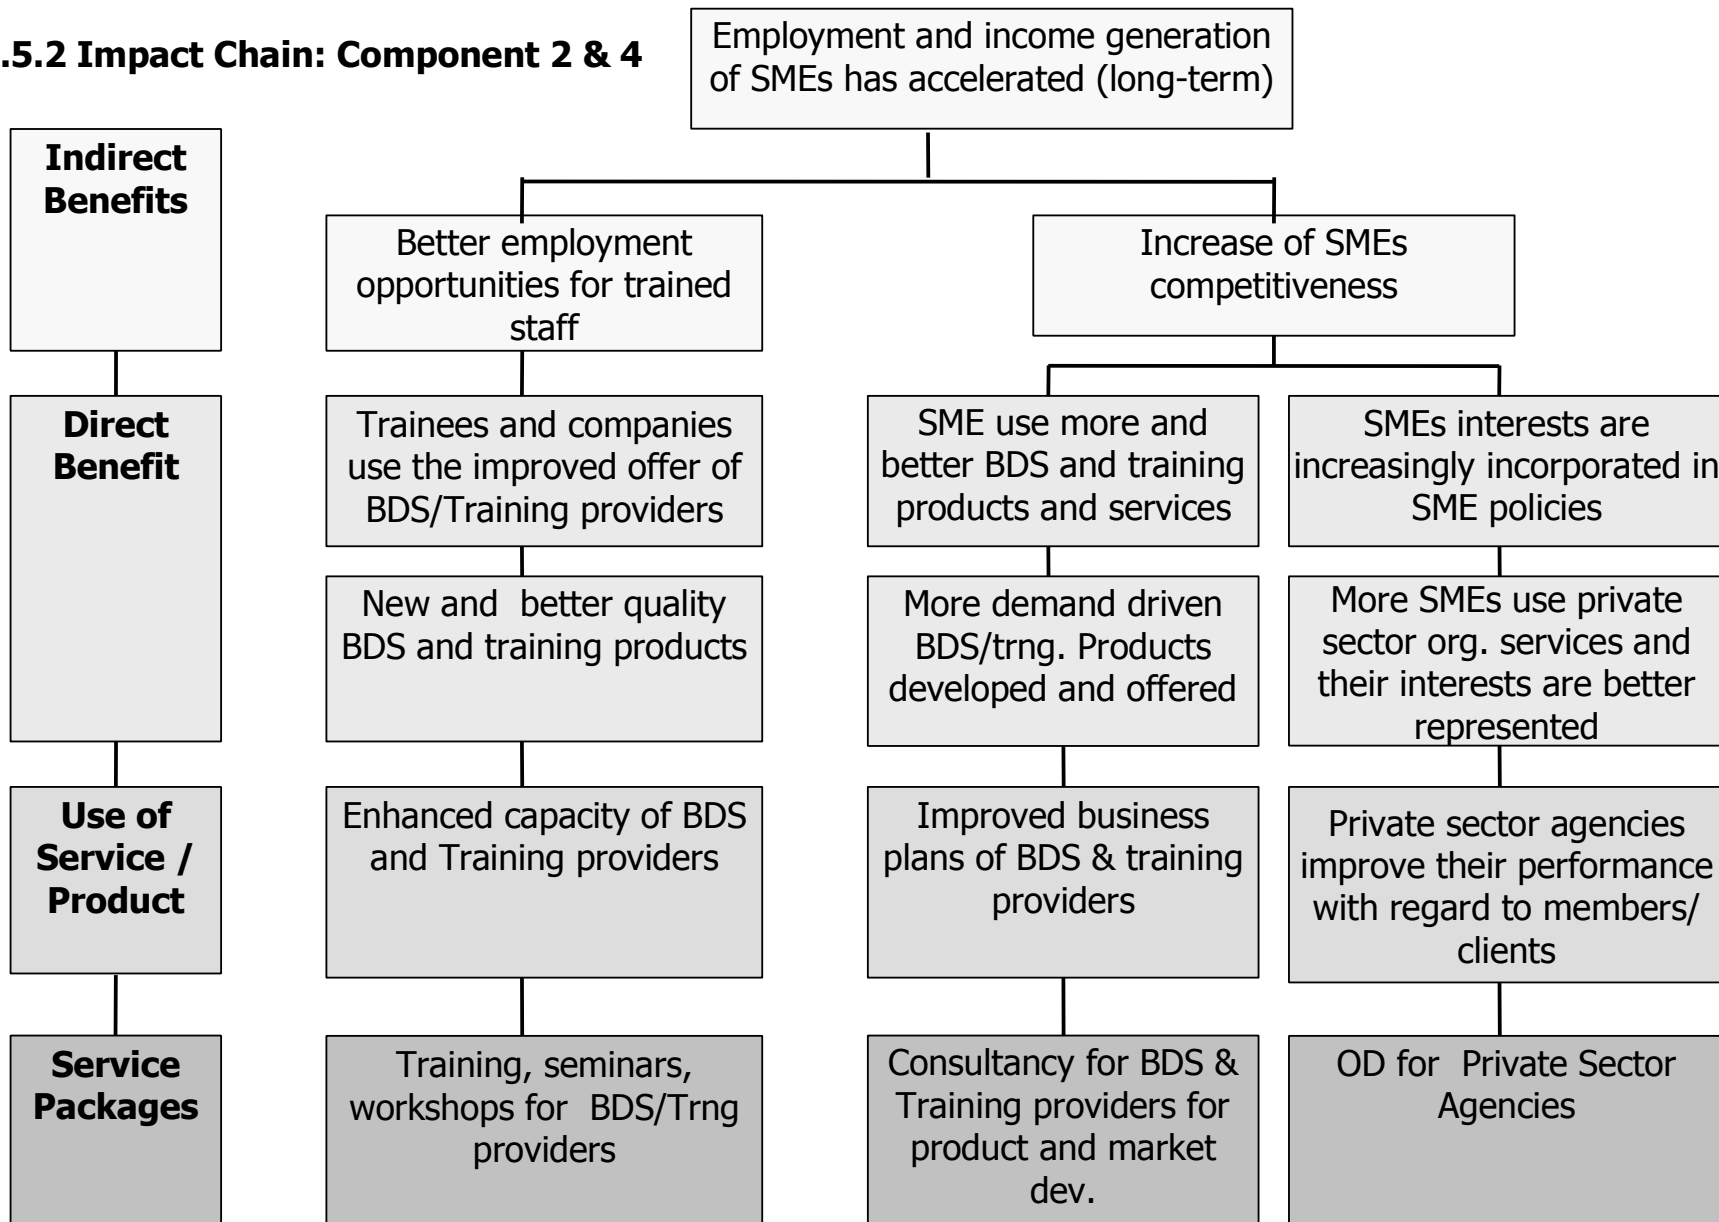 .5.2 Impact Chain: Component 2 & 4
Employment and income generation
of SMEs has accelerated (long-term)
Indirect
Benefits
Better employment
opportunities for trained
staff
Increase of SMEs
competitiveness
Direct
Benefit
Trainees and companies
use the improved offer of
BDS/Training providers
SME use more and
better BDS and training
products and services
SMEs interests are
increasingly incorporated in
SME policies
New and  better quality
BDS and training products
More demand driven
BDS/trng. Products
developed and offered
More SMEs use private
sector org. services and
their interests are better
represented
Use of
Service /
Product
Enhanced capacity of BDS
and Training providers
Improved business
plans of BDS & training
providers
Private sector agencies
improve their performance
with regard to members/
clients
Service
Packages
Training, seminars,
workshops for  BDS/Trng
providers
Consultancy for BDS &
Training providers for
product and market
dev.
OD for  Private Sector
Agencies